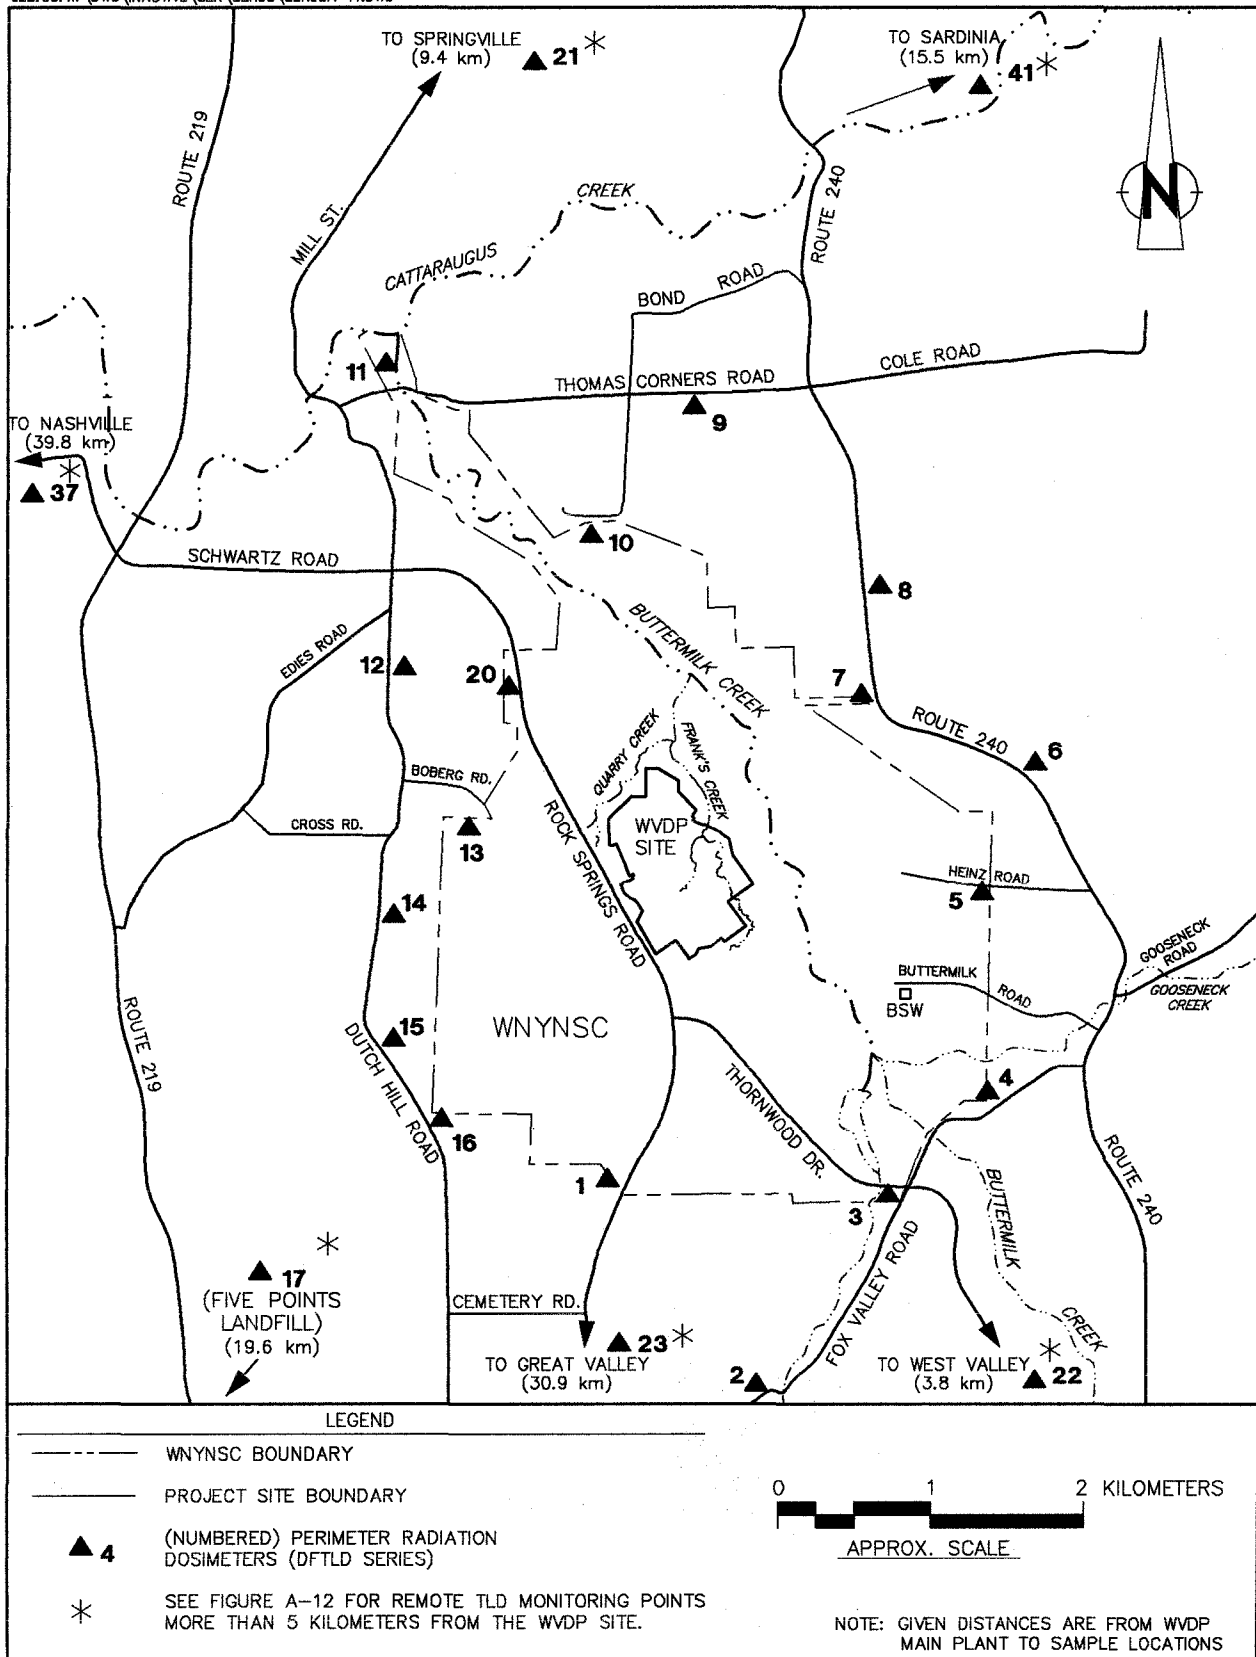 TO SPRINGVILLE
(9.4 km)
21
TO SARDINIA
(15.5 km)
41
ROUTE 219
MILL ST.
CREEK
CATTARAUGUS
ROUTE 240
N
BOND ROAD
COLE ROAD
THOMAS CORNERS ROAD
11
9
TO NASHVILLE
(39.8 km)
37
10
SCHWARTZ ROAD
8
EDIES ROAD
BUTTERMILK CREEK
12
20
7
ROUTE 240
6
QUARRY CREEK
FRANK'S CREEK
BOBERG RD.
CROSS RD.
13
ROCK SPRINGS ROAD
WVDP
SITE
HEINZ ROAD
5
14
GOOSENECK
ROAD
GOOSENECK
CREEK
BUTTERMILK
ROAD
BSW
ROUTE 219
15
WNYNSC
DUTCH HILL ROAD
THORNWOOD DR.
4
16
ROUTE 240
1
3
BUTTERMILK
CREEK
17
(FIVE POINTS
LANDFILL)
(19.6 km)
CEMETERY RD.
FOX VALLEY ROAD
23
TO GREAT VALLEY
(30.9 km)
2
TO WEST VALLEY
(3.8 km)
22
LEGEND
WNYNSC BOUNDARY
PROJECT SITE BOUNDARY
4
(NUMBERED) PERIMETER RADIATION
DOSIMETERS (DFTLD SERIES)
SEE FIGURE A-12 FOR REMOTE TLD MONITORING POINTS
MORE THAN 5 KILOMETERS FROM THE WVDP SITE.
0 1 2 KILOMETERS
APPROX. SCALE
NOTE: GIVEN DISTANCES ARE FROM WVDP
MAIN PLANT TO SAMPLE LOCATIONS